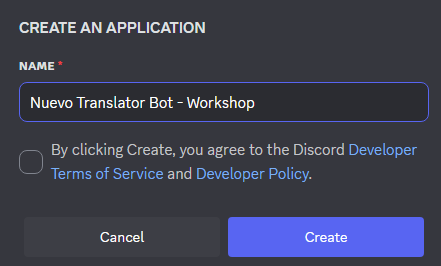 CREATE AN APPLICATION
NAME *
Nuevo Translator Bot - Workshop
By clicking Create, you agree to the Discord Developer
Terms of Service and Developer Policy.
Cancel
Create